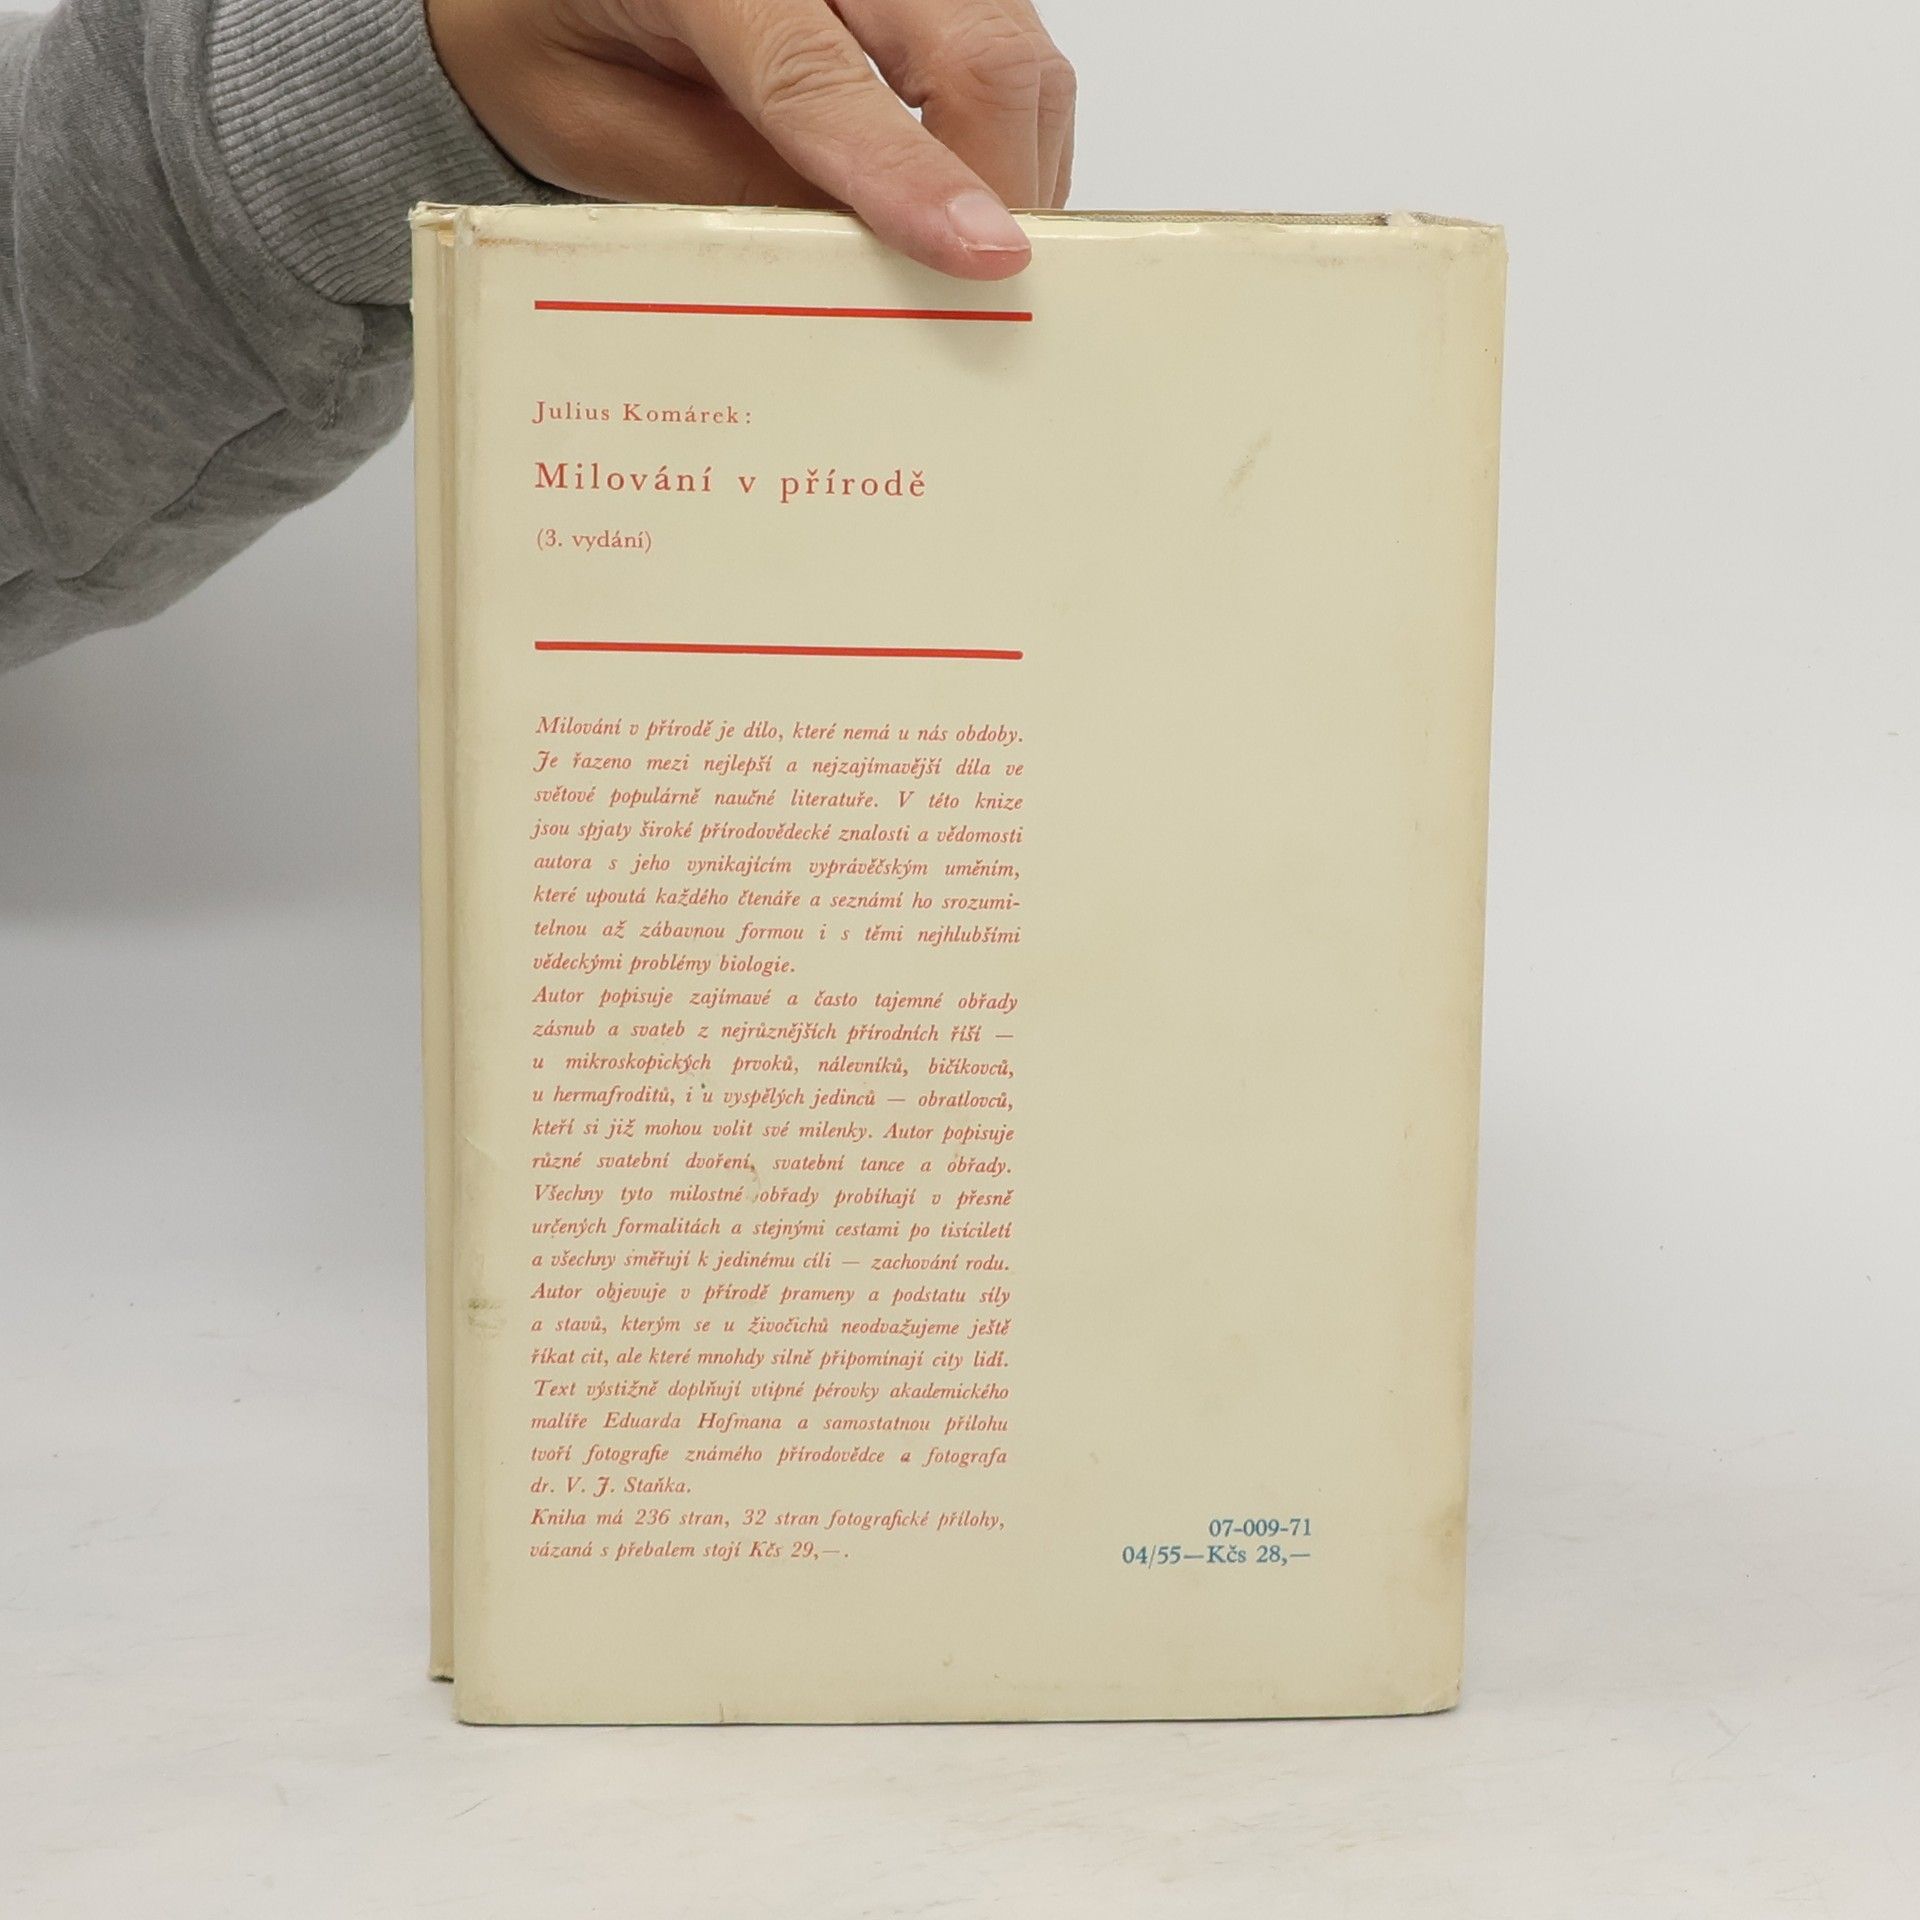 Julius Komárek:
Milování v přírodě
(3. vydání)
Milování v přírodě je dílo, které nemá u nás obdoby.
Je řazeno mezi nejlepší a nejzajímavější díla ve
světové populárně naučné literatuře. V této knize
jsou spjaty široké přírodovědecké znalosti a vědomosti
autora s jeho vynikajícím vyprávěčským uměním,
které upoutá každého čtenáře a seznámí ho srozumi-
telnou až zábavnou formou i s těmi nejhlubšími
vědeckými problémy biologie.
Autor popisuje zajímavé a často tajemné obřady
zásnub a svateb z nejrůznějších přírodních říší —
u mikroskopických prvoků, nálevníků, bičíkovců,
u hermafroditů, i u vyspělých jedinců — obratlovců,
kteří si již mohou volit své milenky. Autor popisuje
různé svatební dvoření, svatební tance a obřady.
Všechny tyto milostné obřady probíhají v přesně
určených formalitách a stejnými cestami po tisíciletí
a všechny směřují k jedinému cíli — zachování rodu.
Autor objevuje v přírodě prameny a podstatu síly
a stavů, kterým se u živočichů neodvažujeme ještě
říkat cit, ale které mnohdy silně připomínají city lidí.
Text výstižně doplňují vtipné pérovky akademického
malíře Eduarda Hofmana a samostatnou přílohu
tvoří fotografie známého přírodovědce a fotografa
dr. V. J. Staňka.
Kniha má 236 stran, 32 stran fotografické přílohy,
vázaná s přebalem stojí Kčs 29,—.
07-009-71
04/55—Kčs 28,—